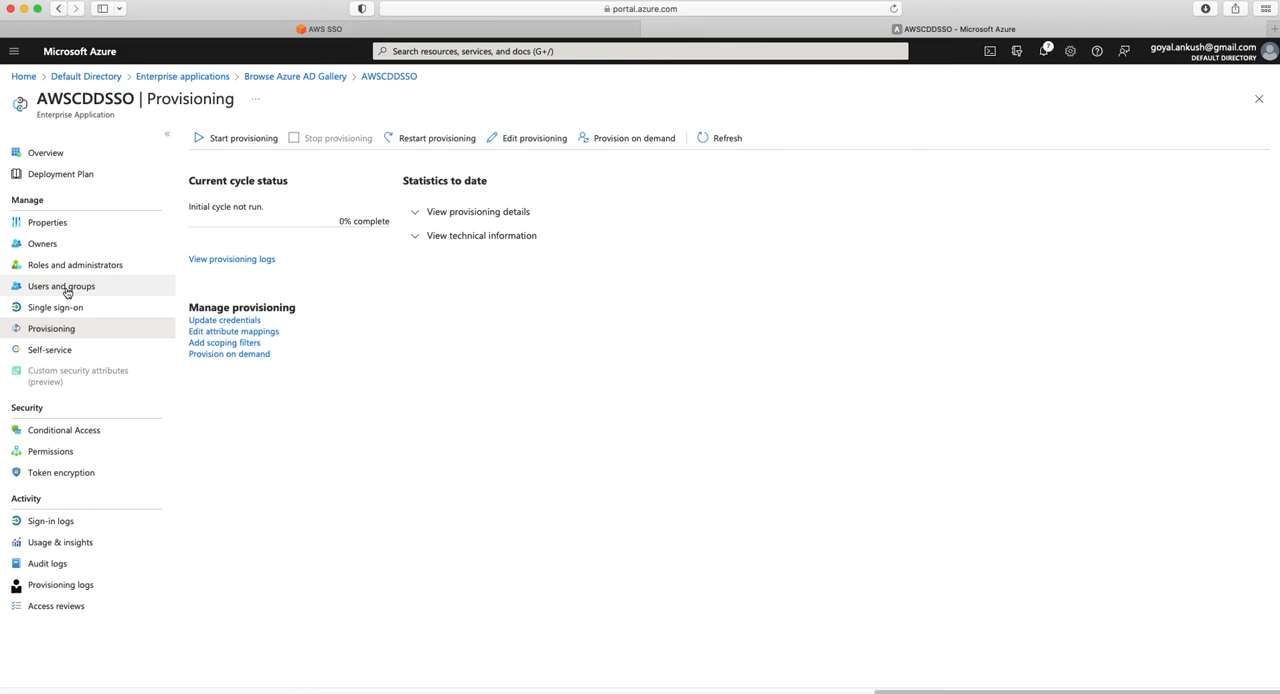 portal.azure.com
AWS SSO
AWSCDDSSO - Microsoft Azure
Microsoft Azure
Search resources, services, and docs (G+/)
7
goyal.ankush@gmail.com
DEFAULT DIRECTORY
Home > Default Directory > Enterprise applications > Browse Azure AD Gallery > AWSCDDSSO
AWSCDDSSO | Provisioning ...
Enterprise Application
Start provisioning Stop provisioning Restart provisioning Edit provisioning Provision on demand Refresh
Overview
Deployment Plan
Manage
Properties
Owners
Roles and administrators
Users and groups
Single sign-on
Provisioning
Self-service
Custom security attributes
(preview)
Security
Conditional Access
Permissions
Token encryption
Activity
Sign-in logs
Usage & insights
Audit logs
Provisioning logs
Access reviews
Current cycle status
Initial cycle not run.
0% complete
View provisioning logs
Statistics to date
View provisioning details
View technical information
Manage provisioning
Update credentials
Edit attribute mappings
Add scoping filters
Provision on demand